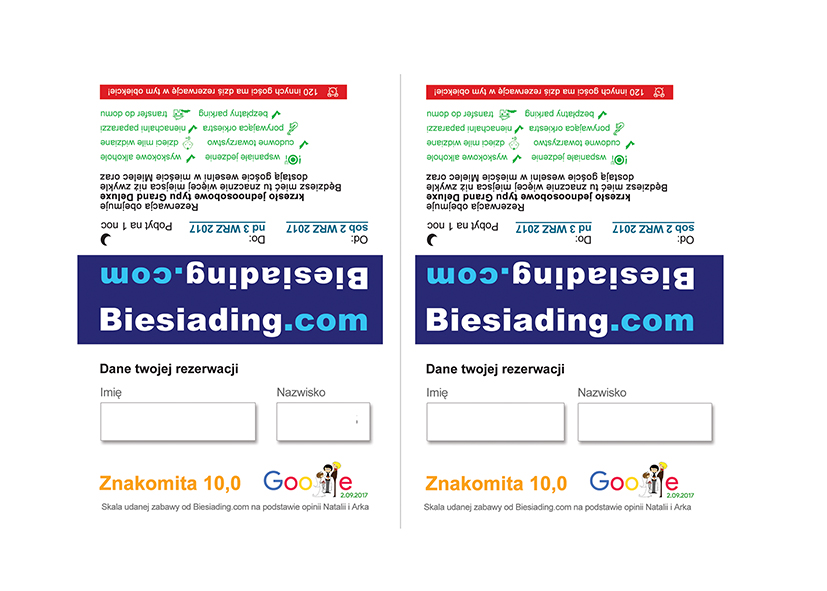 120 innych gości ma dziś rezerwację w tym obiekcie!
bezpłatny parking transfer do domu
porywająca orkiestra nienachalni paparazzi
cudowne towarzystwo dzieci mile widziane
wspaniałe jedzenie wyskokowe alkohole
dostają goście weselni w mieście Mielec oraz
Będziesz mieć tu znacznie więcej miejsca niż zwykle
krzesło jednoosobowe typu Grand Deluxe
Rezerwacja obejmuje
sob 2 WRZ 2017 nd 3 WRZ 2017 Pobyt na 1 noc
Od: Do:
Biesiading.com
Biesiading.com
Dane twojej rezerwacji
Imię Nazwisko
Znakomita 10,0 Google
2.09.2017
Skala udanej zabawy od Biesiading.com na podstawie opinii Natalii i Arka
120 innych gości ma dziś rezerwację w tym obiekcie!
bezpłatny parking transfer do domu
porywająca orkiestra nienachalni paparazzi
cudowne towarzystwo dzieci mile widziane
wspaniałe jedzenie wyskokowe alkohole
dostają goście weselni w mieście Mielec oraz
Będziesz mieć tu znacznie więcej miejsca niż zwykle
krzesło jednoosobowe typu Grand Deluxe
Rezerwacja obejmuje
sob 2 WRZ 2017 nd 3 WRZ 2017 Pobyt na 1 noc
Od: Do:
Biesiading.com
Biesiading.com
Dane twojej rezerwacji
Imię Nazwisko
Znakomita 10,0 Google
2.09.2017
Skala udanej zabawy od Biesiading.com na podstawie opinii Natalii i Arka